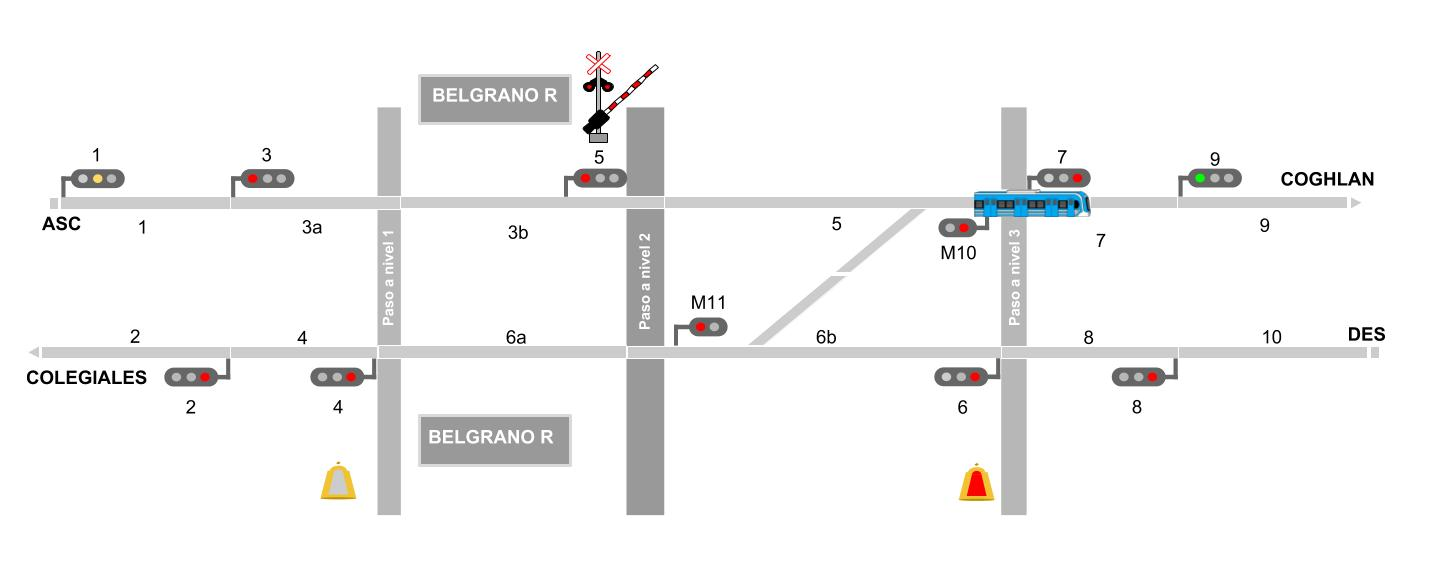 BELGRANO R
1
3
5
7
9
COGHLAN
ASC
1
3a
3b
5
7
9
M10
Paso a nivel 1
Paso a nivel 2
Paso a nivel 3
M11
2
4
6a
6b
8
10
DES
COLEGIALES
2
4
6
8
BELGRANO R